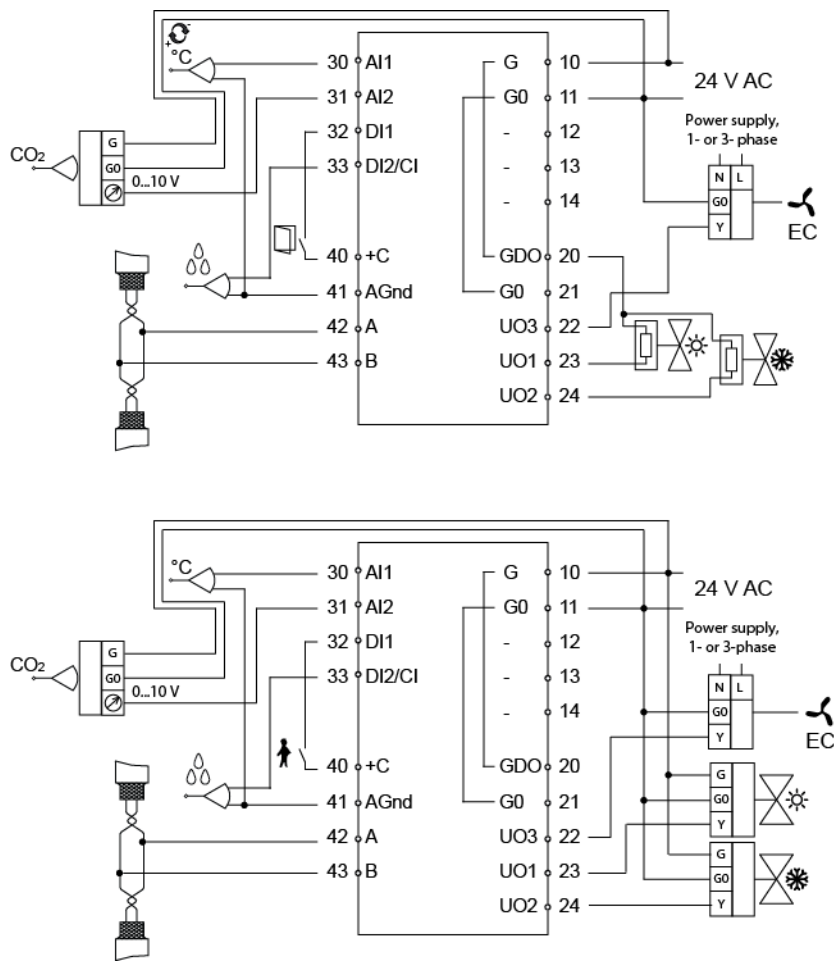 °C
30 AI1
G 10
24 V AC
31 AI2
G0 11
Power supply,
1- or 3- phase
32 DI1
- 12
G
CO2
G0
33 DI2/CI
- 13
N L
0...10 V
- 14
G0
Y
EC
40 +C
GDO 20
41 AGnd
G0 21
42 A
UO3 22
43 B
UO1 23
UO2 24
°C
30 AI1
G 10
24 V AC
31 AI2
G0 11
Power supply,
1- or 3-phase
32 DI1
- 12
G
CO2
G0
33 DI2/CI
- 13
N L
0...10 V
- 14
G0
Y
EC
40 +C
GDO 20
G
41 AGnd
G0 21
G0
Y
42 A
UO3 22
G
43 B
UO1 23
G0
UO2 24
Y